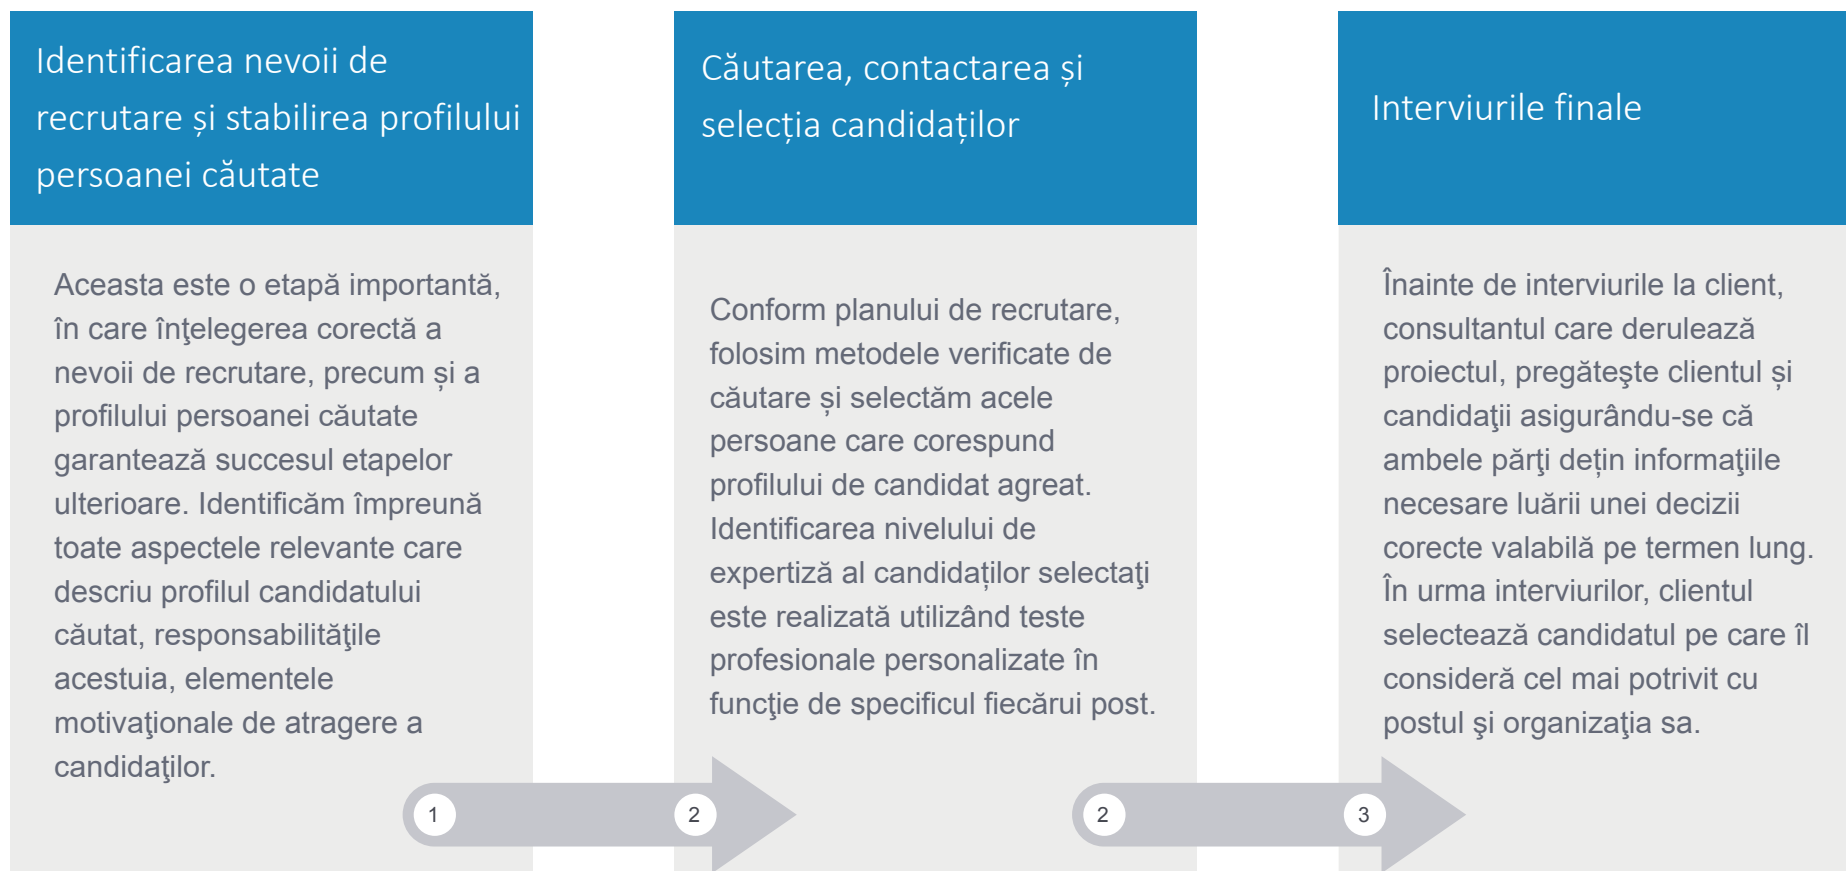 Identificarea nevoii de
recrutare și stabilirea profilului
persoanei căutate
Aceasta este o etapă importantă,
în care înţelegerea corectă a
nevoii de recrutare, precum și a
profilului persoanei căutate
garantează succesul etapelor
ulterioare. Identificăm împreună
toate aspectele relevante care
descriu profilul candidatului
căutat, responsabilităţile
acestuia, elementele
motivaţionale de atragere a
candidaţilor.
Căutarea, contactarea și
selecția candidaților
Conform planului de recrutare,
folosim metodele verificate de
căutare și selectăm acele
persoane care corespund
profilului de candidat agreat.
Identificarea nivelului de
expertiză al candidaților selectaţi
este realizată utilizând teste
profesionale personalizate în
funcţie de specificul fiecărui post.
Interviurile finale
Înainte de interviurile la client,
consultantul care derulează
proiectul, pregăteşte clientul și
candidaţii asigurându-se că
ambele părţi dețin informaţiile
necesare luării unei decizii
corecte valabilă pe termen lung.
În urma interviurilor, clientul
selectează candidatul pe care îl
consideră cel mai potrivit cu
postul şi organizaţia sa.
1
2
2
3